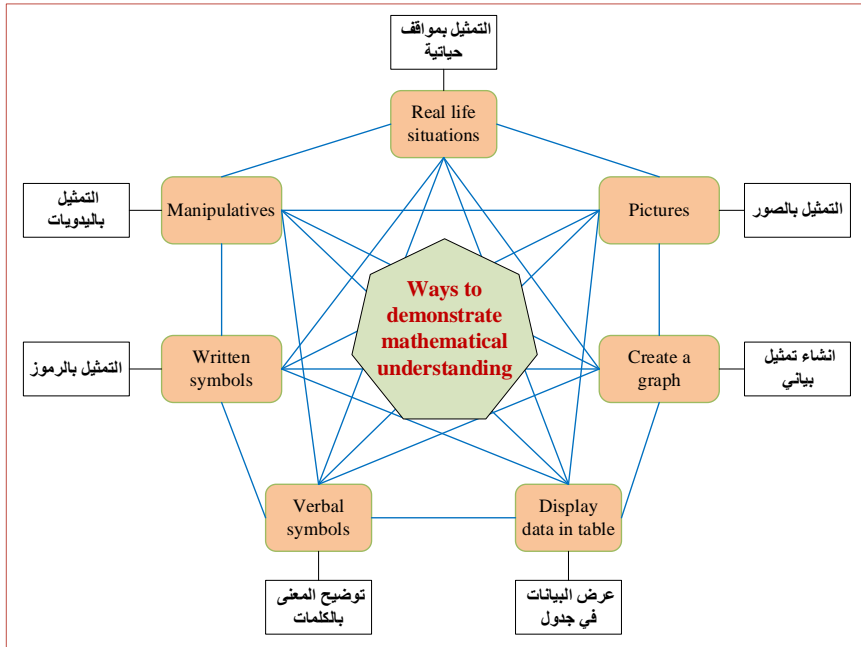 التمثيل بمواقف
حياتية
Real life
situations
التمثيل
باليدويات
Manipulatives
Pictures
التمثيل بالصور
Ways to
demonstrate
mathematical
understanding
التمثيل بالرموز
Written
symbols
Create a
graph
انشاء تمثيل
بياني
Verbal
symbols
Display
data in table
توضيح المعنى
بالكلمات
عرض البيانات
في جدول